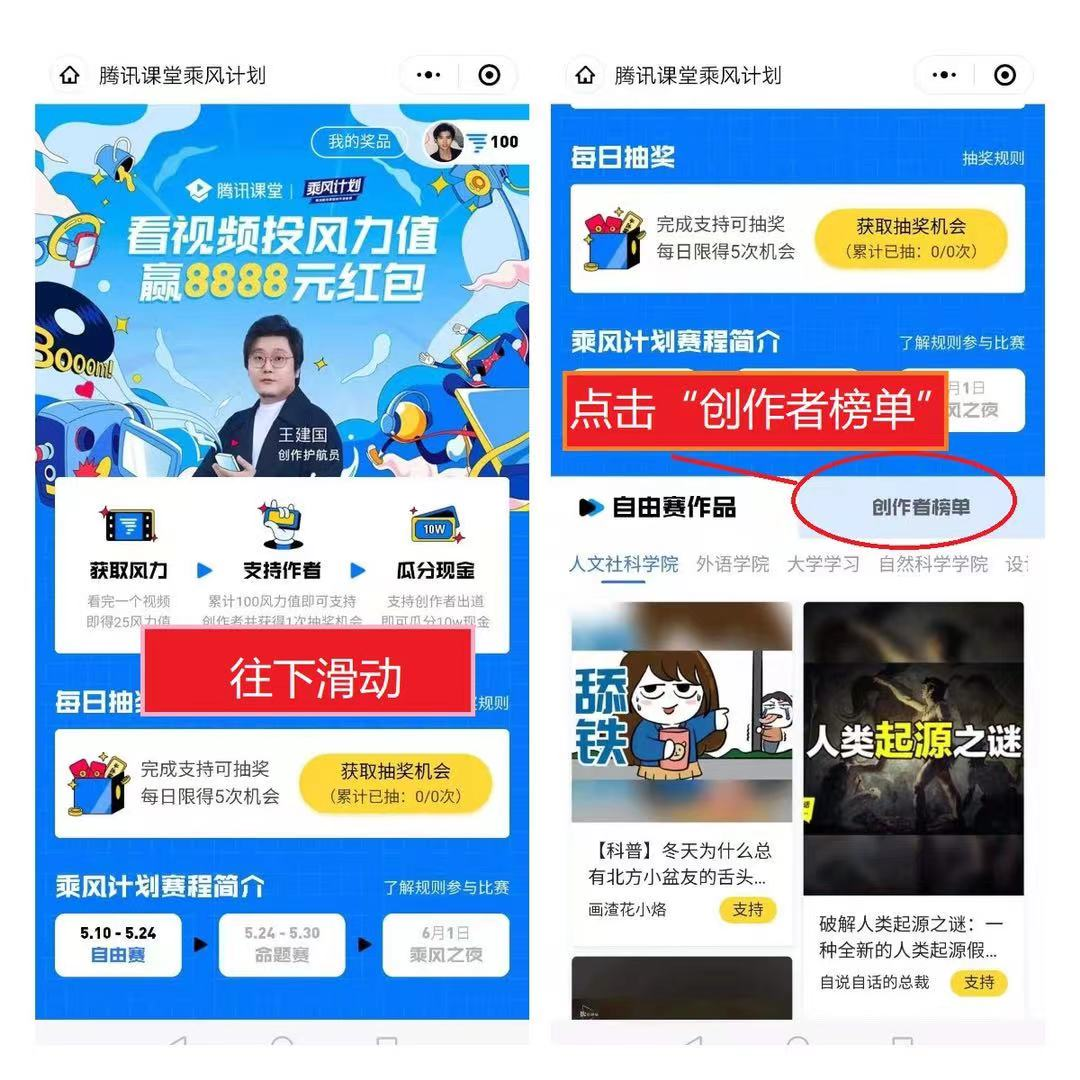 腾讯课堂乘风计划
我的奖品
100
腾讯课堂 | 乘风计划
看视频投风力值
赢8888元红包
Booom!
王建国
创作护航员
10W
获取风力
支持作者
瓜分现金
看完一个视频
即得25风力值
累计100风力值即可支持
创作者并获得1次抽奖机会
支持创作者出道
即可瓜分10w现金
往下滑动
每日抽奖
规则
完成支持可抽奖
每日限得5次机会
获取抽奖机会
(累计已抽：0/0次)
乘风计划赛程简介
了解规则参与比赛
5.10 - 5.24
自由赛
5.24 - 5.30
命题赛
6月1日
乘风之夜
腾讯课堂乘风计划
每日抽奖
抽奖规则
完成支持可抽奖
每日限得5次机会
获取抽奖机会
(累计已抽：0/0次)
乘风计划赛程简介
了解规则参与比赛
点击“创作者榜单”
月1日
风之夜
自由赛作品
创作者榜单
人文社科学院 外语学院 大学学习 自然科学学院 设计
舔铁
人类起源之谜
【科普】冬天为什么总
有北方小盆友的舌头...
画渣花小烙
支持
破解人类起源之谜：一
种全新的人类起源假...
自说自话的总裁
支持